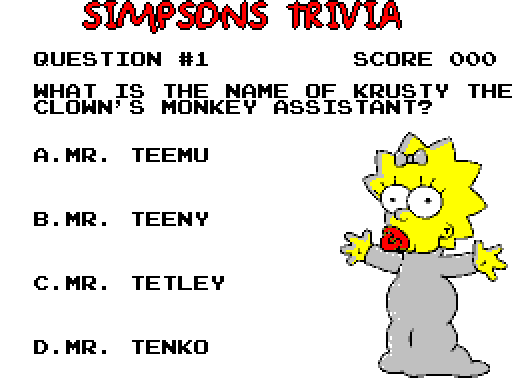 SIMPSONS TRIVIA
QUESTION #1 SCORE 000
WHAT IS THE NAME OF KRUSTY THE
CLOWN'S MONKEY ASSISTANT?
A.MR. TEEMU
B.MR. TEENY
C.MR. TETLEY
D.MR. TENKO